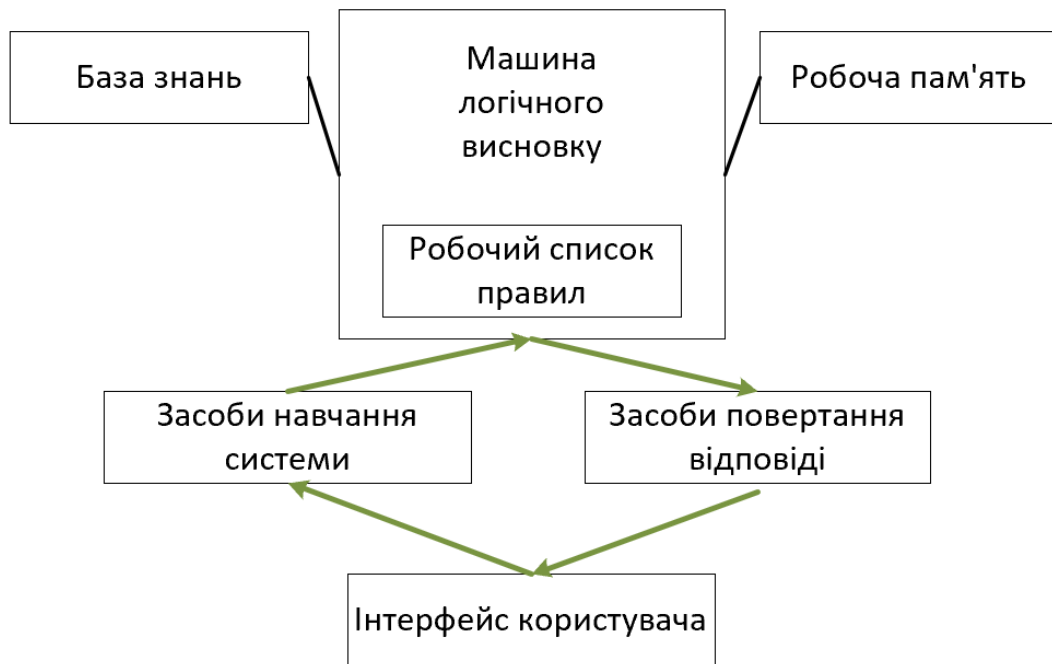 База знань
Машина
логічного
висновку
Робоча пам'ять
Робочий список
правил
Засоби навчання
системи
Засоби повертання
відповіді
Інтерфейс користувача